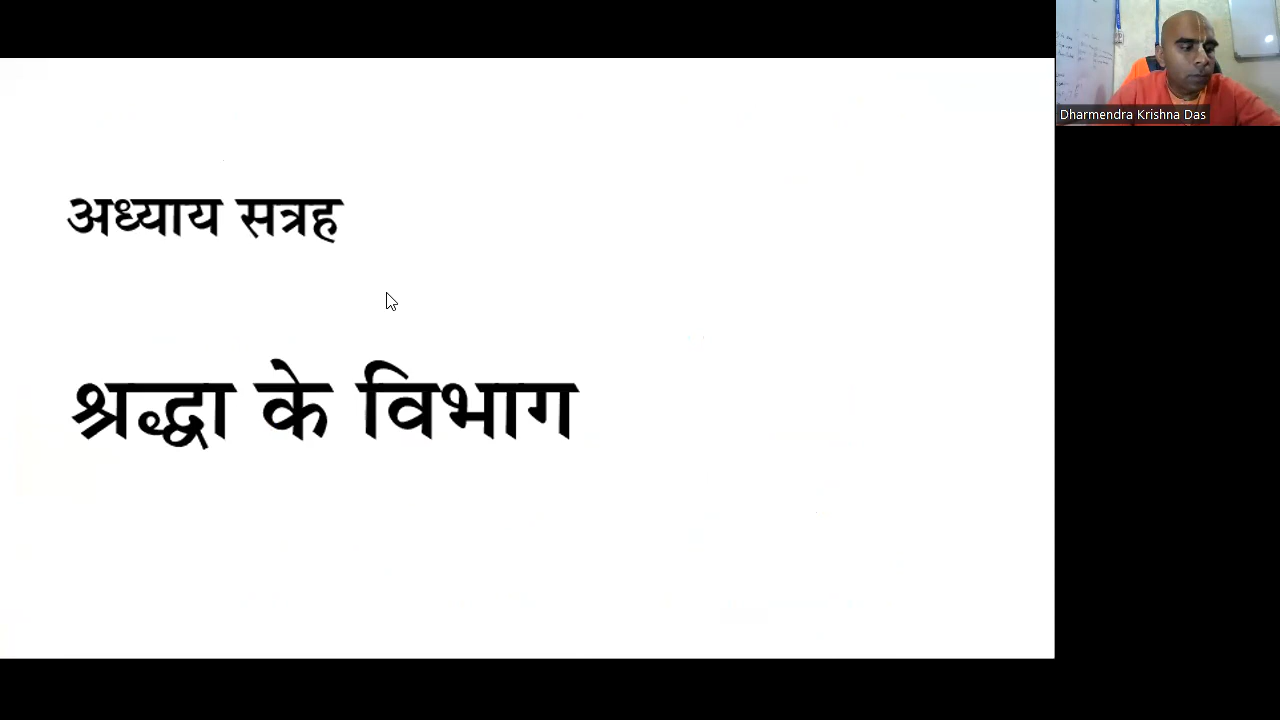 अध्याय सत्रह
श्रद्धा के विभाग
Dharmendra Krishna Das